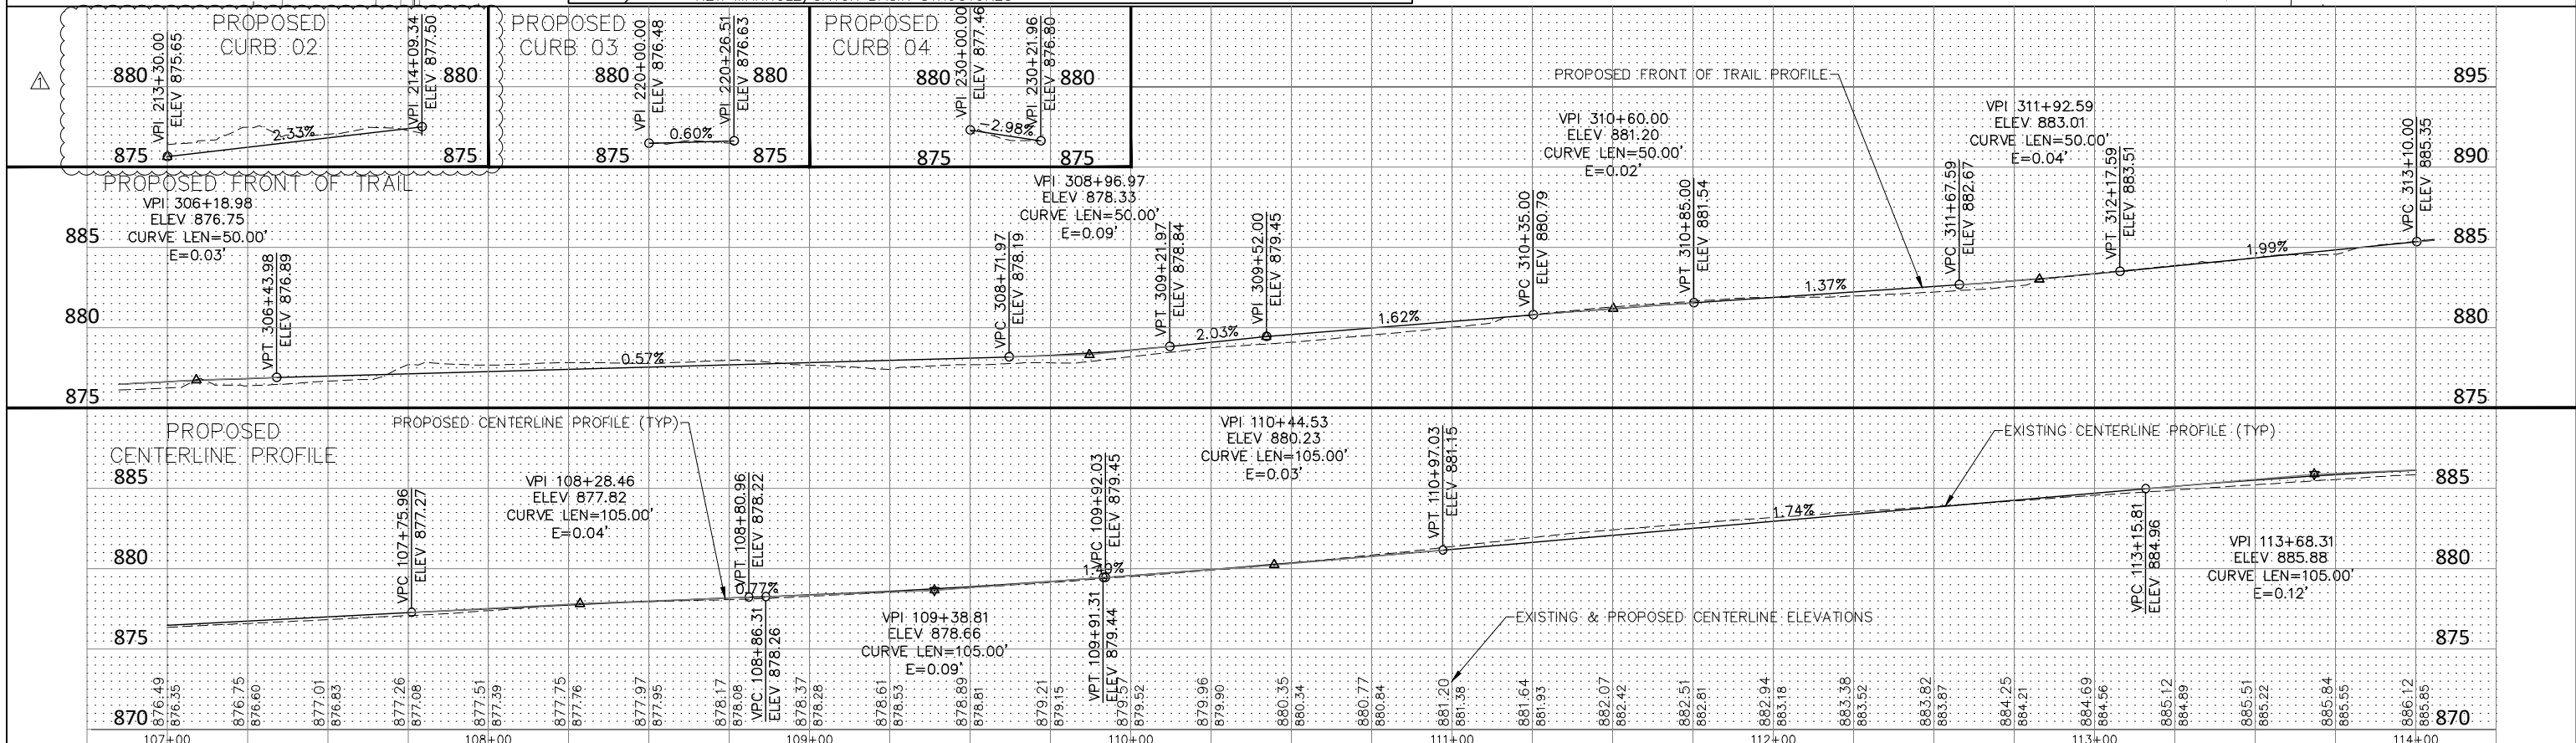 PROPOSED
CURB 02
880
880
875
875
VPI 213+30.00
ELEV 875.65
VPI 214+09.34
ELEV 877.50
2.33%
1
PROPOSED
CURB 03
880
880
875
875
VPI 220+00.00
ELEV 876.48
VPI 220+26.51
ELEV 876.63
0.60%
PROPOSED
CURB 04
880
880
875
875
VPI 230+00.00
ELEV 877.46
VPI 230+21.96
ELEV 876.80
-2.98%
895
890
885
880
875
PROPOSED FRONT OF TRAIL PROFILE
PROPOSED FRONT OF TRAIL
885
880
875
VPI 306+18.98
ELEV 876.75
CURVE LEN=50.00'
E=0.03'
VPT 306+43.98
ELEV 876.89
0.57%
VPI 308+96.97
ELEV 878.33
CURVE LEN=50.00'
E=0.09'
VPC 308+71.97
ELEV 878.19
VPT 309+21.97
ELEV 878.84
2.03%
VPI 309+52.00
ELEV 879.45
1.62%
VPI 310+60.00
ELEV 881.20
CURVE LEN=50.00'
E=0.02'
VPC 310+35.00
ELEV 880.79
VPT 310+85.00
ELEV 881.54
1.37%
VPI 311+92.59
ELEV 883.01
CURVE LEN=50.00'
E=0.04'
VPC 311+67.59
ELEV 882.67
VPT 312+17.59
ELEV 883.51
1.99%
VPC 313+10.00
ELEV 885.35
PROPOSED
CENTERLINE PROFILE
885
880
875
870
PROPOSED CENTERLINE PROFILE (TYP)
VPC 107+75.96
ELEV 877.27
VPI 108+28.46
ELEV 877.82
CURVE LEN=105.00'
E=0.04'
VPT 108+80.96
ELEV 878.22
0.77%
VPC 108+86.31
ELEV 878.26
VPI 109+38.81
ELEV 878.66
CURVE LEN=105.00'
E=0.09'
VPT 109+91.31
ELEV 879.44
VPC 109+92.03
ELEV 879.45
VPI 110+44.53
ELEV 880.23
CURVE LEN=105.00'
E=0.03'
VPT 110+97.03
ELEV 881.15
1.74%
EXISTING CENTERLINE PROFILE (TYP)
EXISTING & PROPOSED CENTERLINE ELEVATIONS
VPC 113+15.81
ELEV 884.96
VPI 113+68.31
ELEV 885.88
CURVE LEN=105.00'
E=0.12'
885
880
875
870
876.49
876.35
876.75
876.60
877.01
876.83
877.26
877.08
877.51
877.39
877.75
877.76
877.97
877.95
878.17
878.08
878.37
878.28
878.61
878.53
878.89
878.81
879.21
879.15
879.57
879.52
879.96
879.90
880.35
880.34
880.77
880.84
881.20
881.38
881.64
881.93
882.07
882.42
882.51
882.81
882.94
883.18
883.38
883.52
883.82
883.87
884.25
884.21
884.69
884.56
885.12
884.89
885.51
885.22
885.84
885.55
886.12
885.85
107+00
108+00
109+00
110+00
111+00
112+00
113+00
114+00